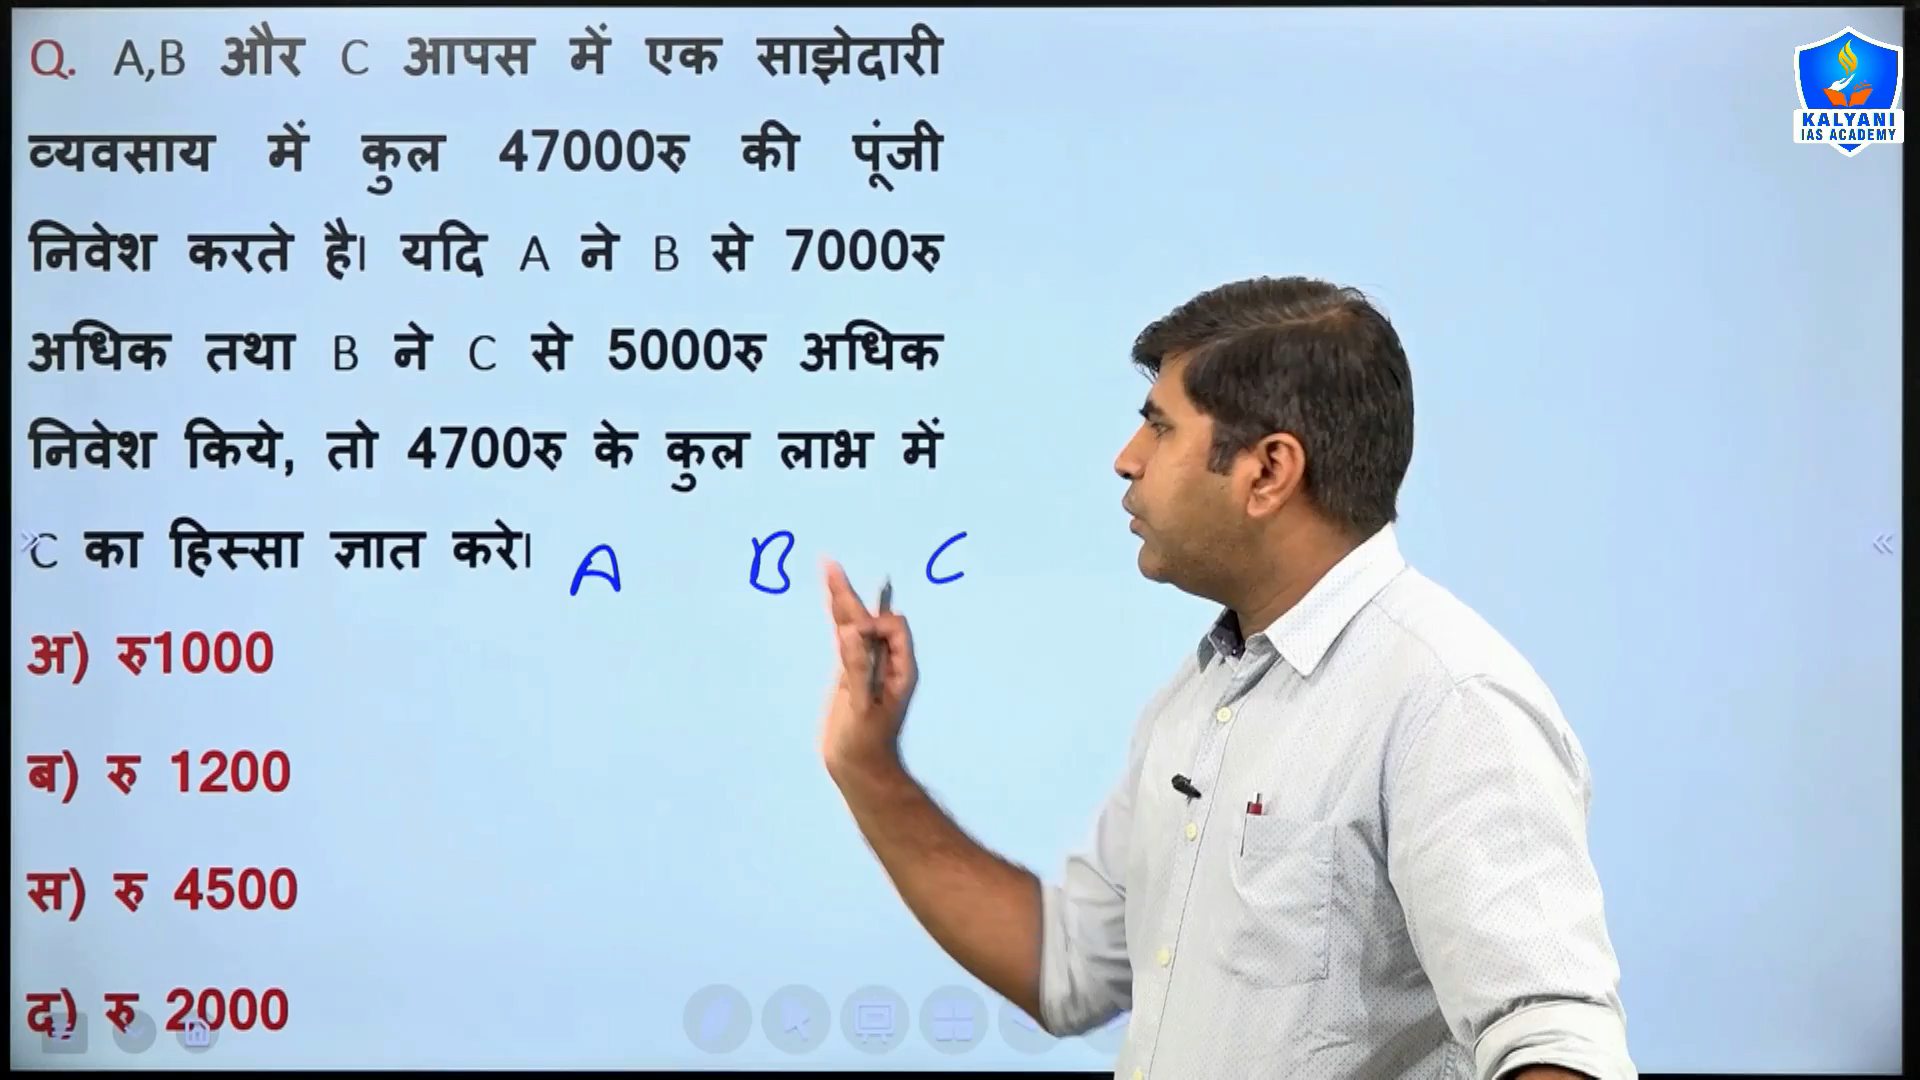 Q. A,B और C आपस में एक साझेदारी
व्यवसाय में कुल 47000रु की पूंजी
निवेश करते है। यदि A ने B से 7000रु
अधिक तथा B ने C से 5000रु अधिक
निवेश किये, तो 4700रु के कुल लाभ में
C का हिस्सा ज्ञात करे।
A B C
अ) रु1000
ब) रु 1200
स) रु 4500
द) रु 2000
KALYANI
IAS ACADEMY